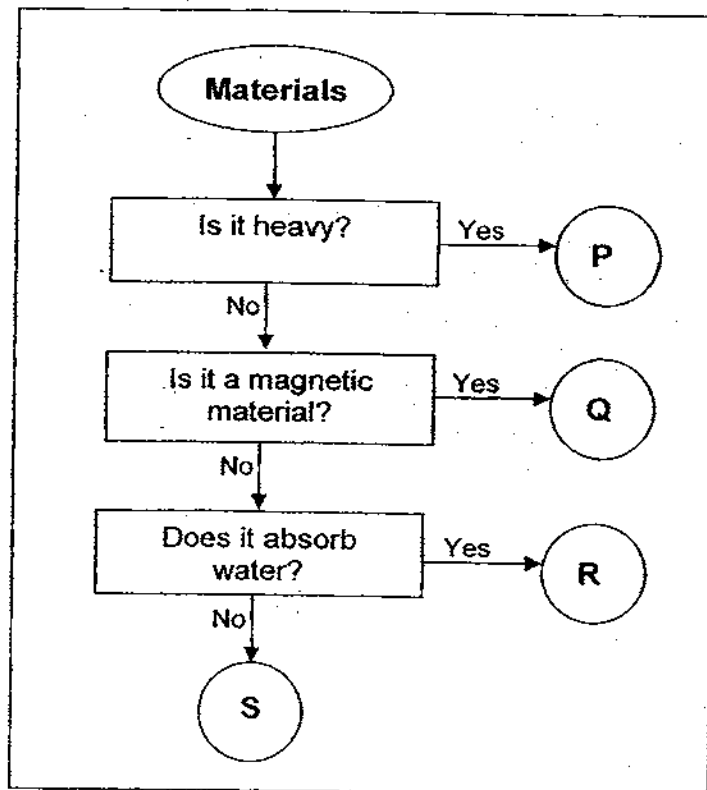 Materials
Is it heavy?
Yes
P
No
Is it a magnetic
material?
Yes
Q
No
Does it absorb
water?
Yes
R
No
S